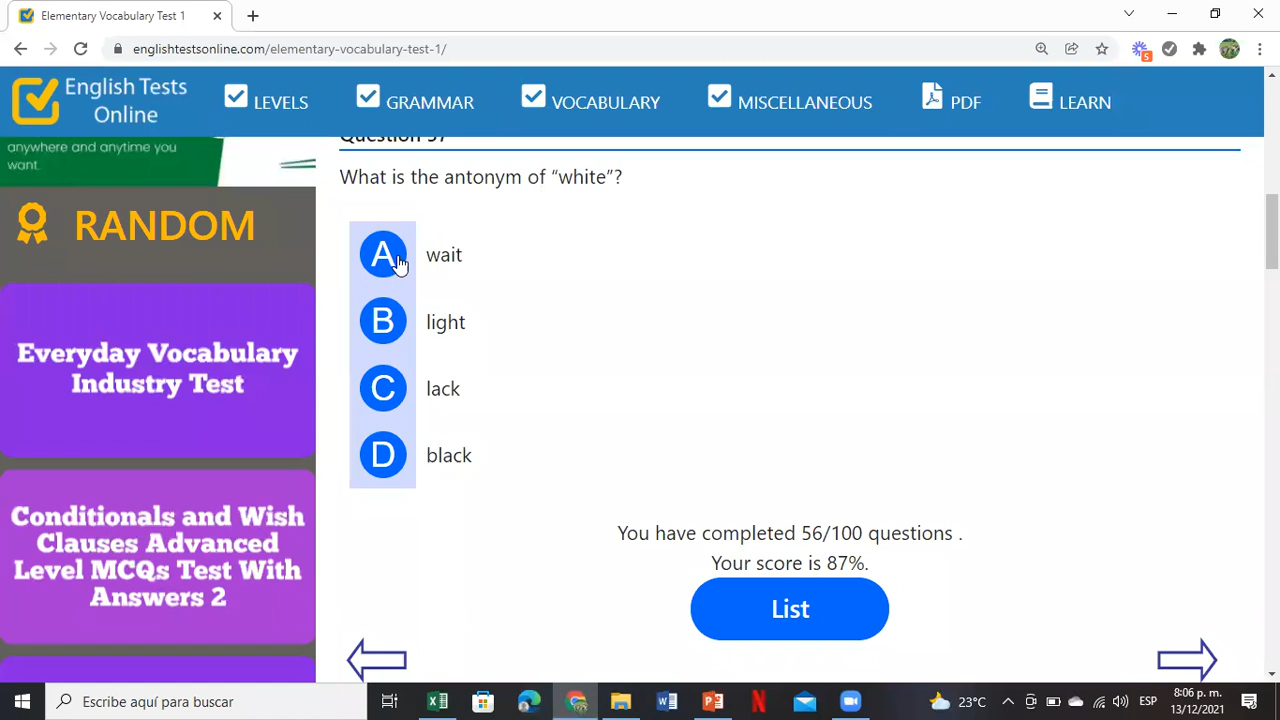 Elementary Vocabulary Test 1
englishtestsonline.com/elementary-vocabulary-test-1/
5
English Tests
Online
LEVELS
GRAMMAR
VOCABULARY
MISCELLANEOUS
PDF
LEARN
anywhere and anytime you
want.
RANDOM
Everyday Vocabulary
Industry Test
Conditionals and Wish
Clauses Advanced
Level MCQs Test With
Answers 2
Question 57
What is the antonym of “white”?
A wait
B light
C lack
D black
You have completed 56/100 questions .
Your score is 87%.
List
Escribe aquí para buscar
23°C
ESP
8:06 p. m.
13/12/2021